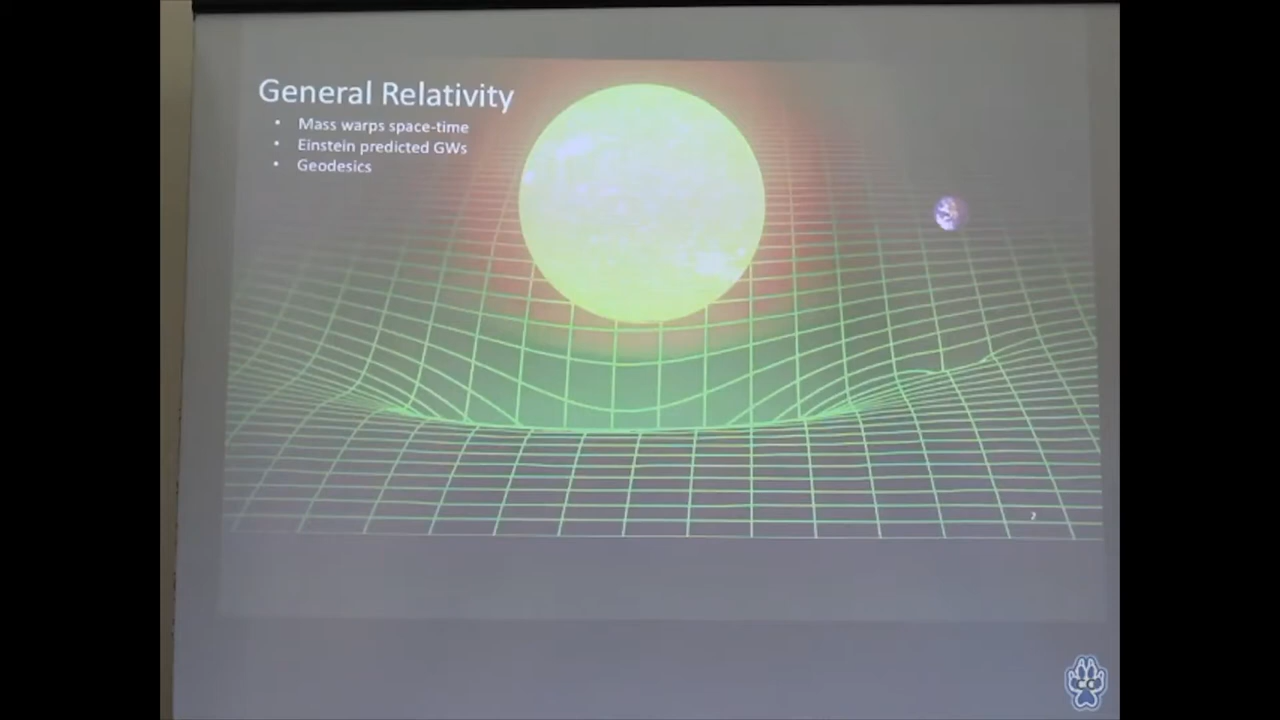 General Relativity
• Mass warps space-time
• Einstein predicted GWs
• Geodesics